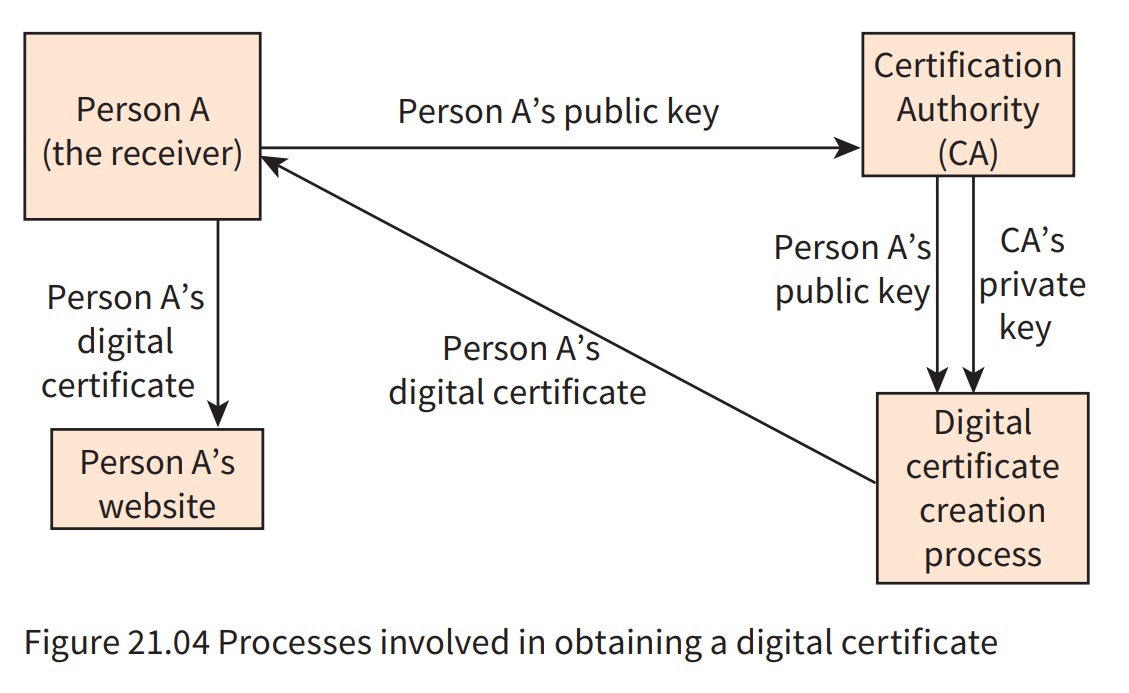 Person A
(the receiver)
Person A’s public key
Certification
Authority
(CA)
Person A’s
public key
CA’s
private
key
Person A’s
digital
certificate
Person A’s
digital certificate
Person A’s
website
Digital
certificate
creation
process
Figure 21.04 Processes involved in obtaining a digital certificate